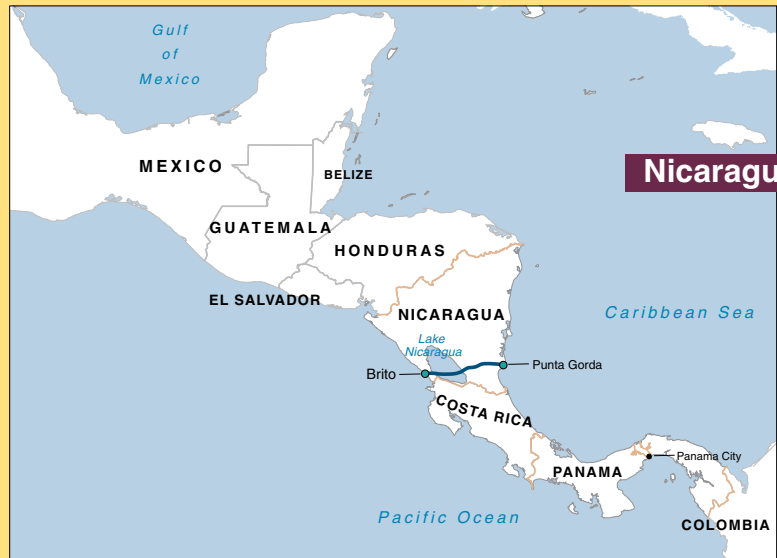 Gulf
of
Mexico
MEXICO
BELIZE
Nicaragu
GUATEMALA
HONDURAS
EL SALVADOR
NICARAGUA
Caribbean Sea
Lake
Nicaragua
Brito
Punta Gorda
COSTA RICA
Panama City
PANAMA
Pacific Ocean
COLOMBIA